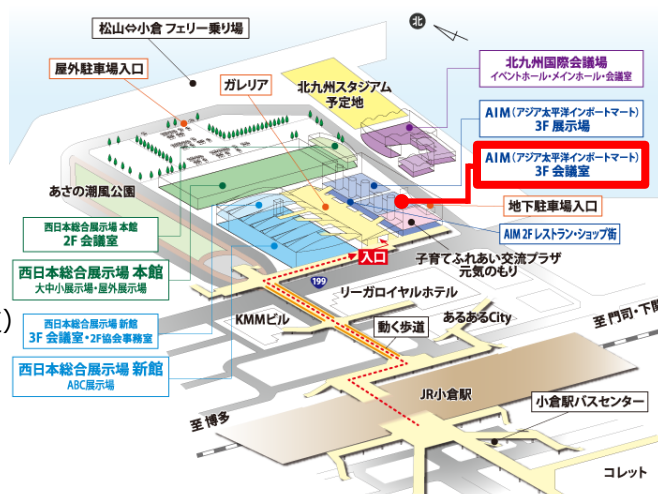 松山⇔小倉 フェリー乗り場
北
屋外駐車場入口
ガレリア
北九州スタジアム
予定地
北九州国際会議場
イベントホール・メインホール・会議室
AIM(アジア太平洋インポートマート)
3F 展示場
AIM(アジア太平洋インポートマート)
3F 会議室
あさの潮風公園
地下駐車場入口
西日本総合展示場 本館
2F 会議室
AIM 2F レストラン・ショップ街
子育てふれあい交流プラザ
元気のもり
入口
西日本総合展示場 本館
大中小展示場・屋外展示場
199
リーガロイヤルホテル
)
西日本総合展示場 新館
3F 会議室・2F協会事務室
KMMビル
動く歩道
あるあるCity
至 門司・下関
西日本総合展示場 新館
ABC展示場
JR小倉駅
小倉駅バスセンター
至 博多
コレット